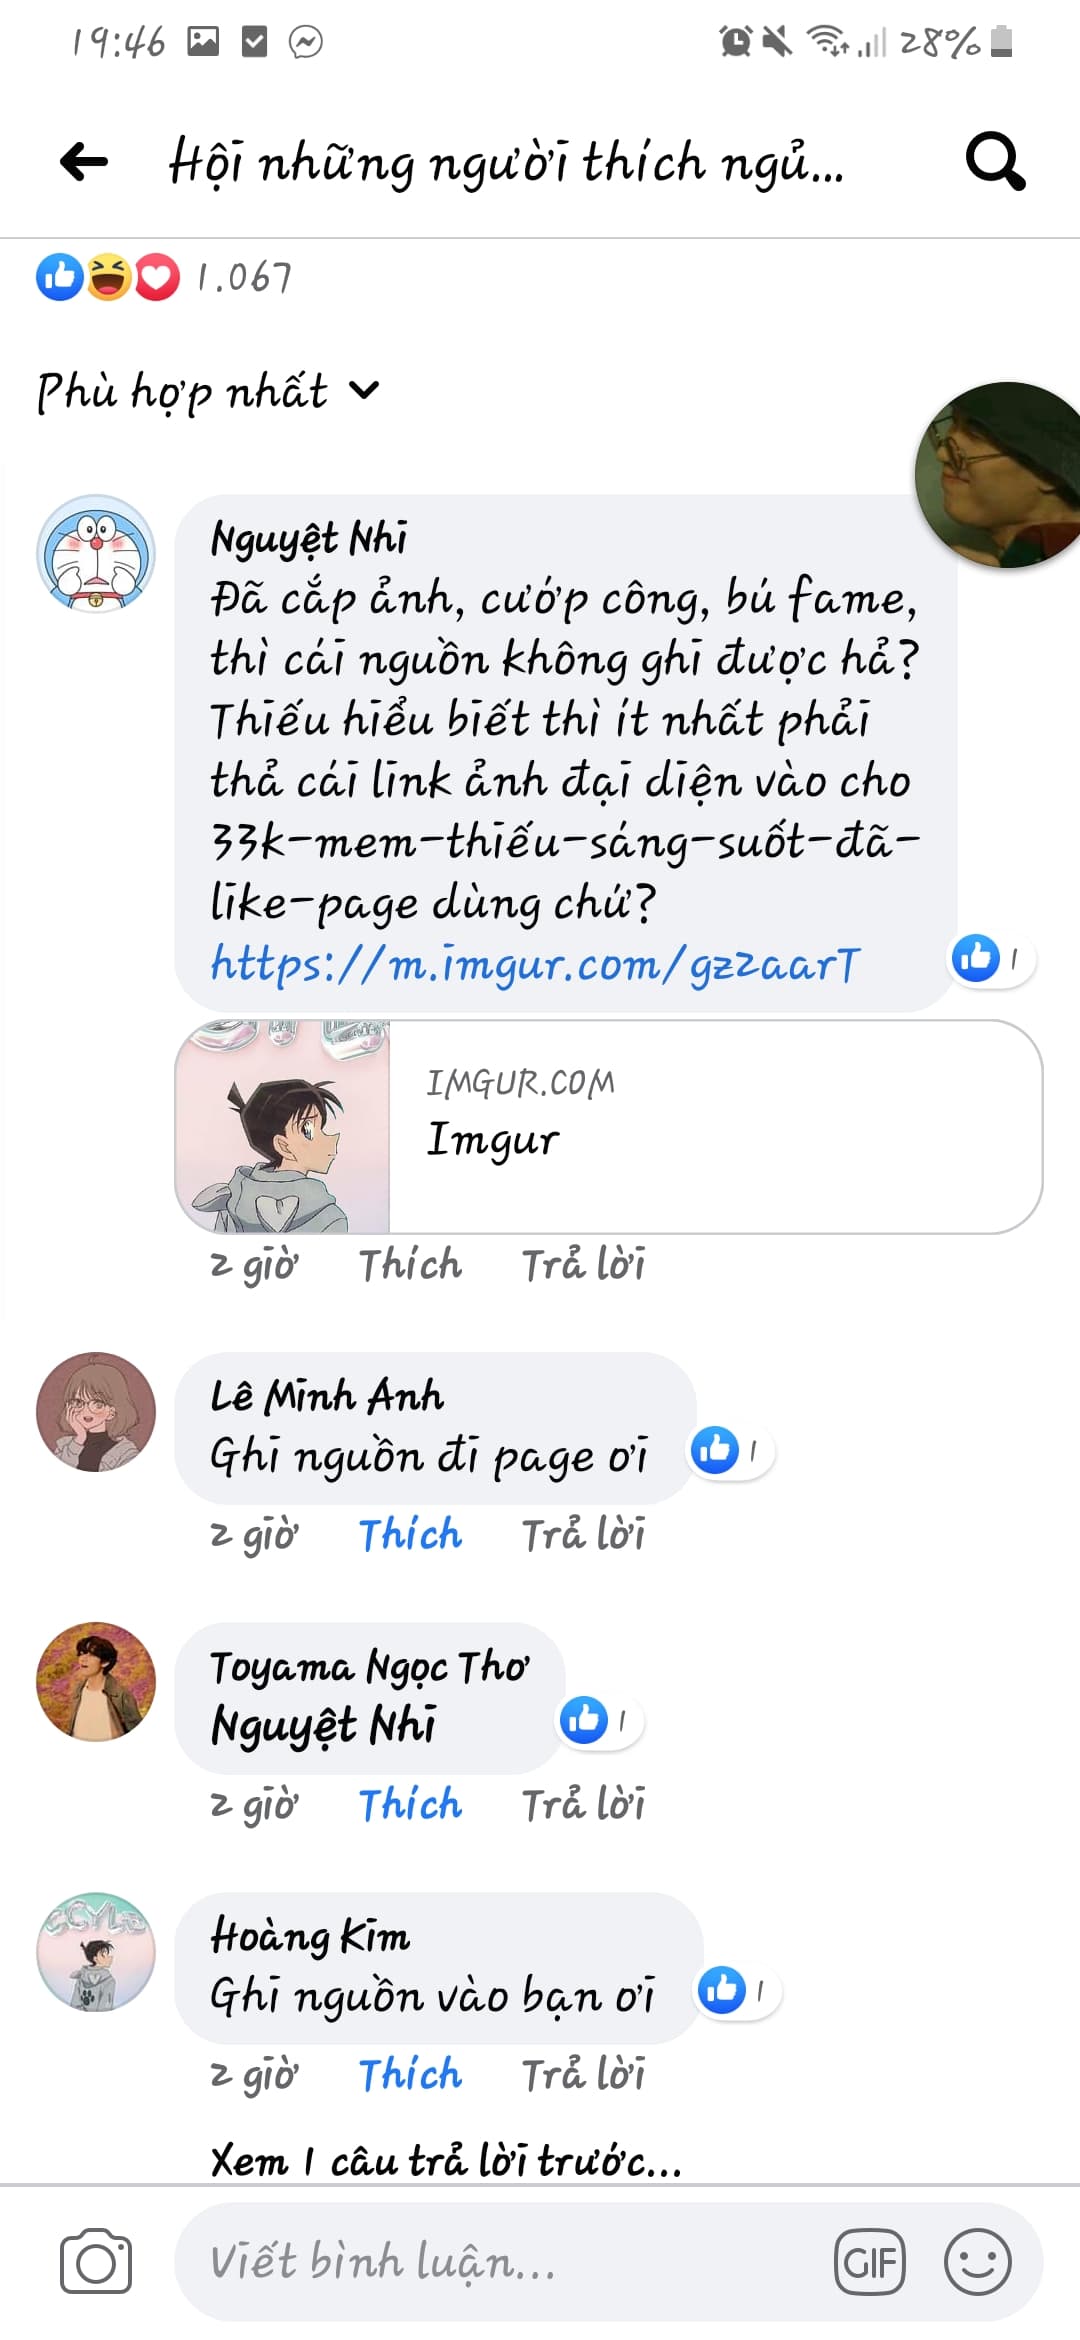 19:46
28%
Hội những người thích ngủ...
1.067
Phù hợp nhất
Nguyệt Nhi
Đã cắp ảnh, cướp công, bú fame,
thì cái nguồn không ghi được hả?
Thiếu hiểu biết thì ít nhất phải
thả cái link ảnh đại diện vào cho
33k-mem-thiếu-sáng-suốt-đã-
like-page dùng chứ?
https://m.imgur.com/gzzaarT
1
IMGUR.COM
Imgur
2 giờ Thích Trả lời
Lê Minh Anh
Ghi nguồn đi page ơi
1
2 giờ Thích Trả lời
Toyama Ngọc Thơ
Nguyệt Nhi
1
2 giờ Thích Trả lời
Hoàng Kim
Ghi nguồn vào bạn ơi
1
2 giờ Thích Trả lời
Xem 1 câu trả lời trước...
Viết bình luận...
GIF